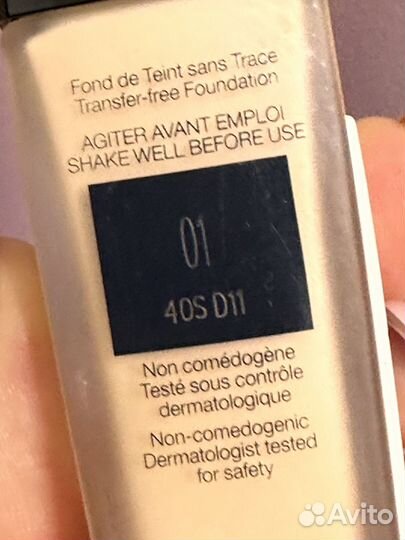 Fond de Teint sans Trace
Transfer-free Foundation
AGITER AVANT EMPLOI
SHAKE WELL BEFORE USE
01
40S D11
Non comédogène
Testé sous contrôle
dermatologique
Non-comedogenic
Dermatologist tested
for safety
Avito